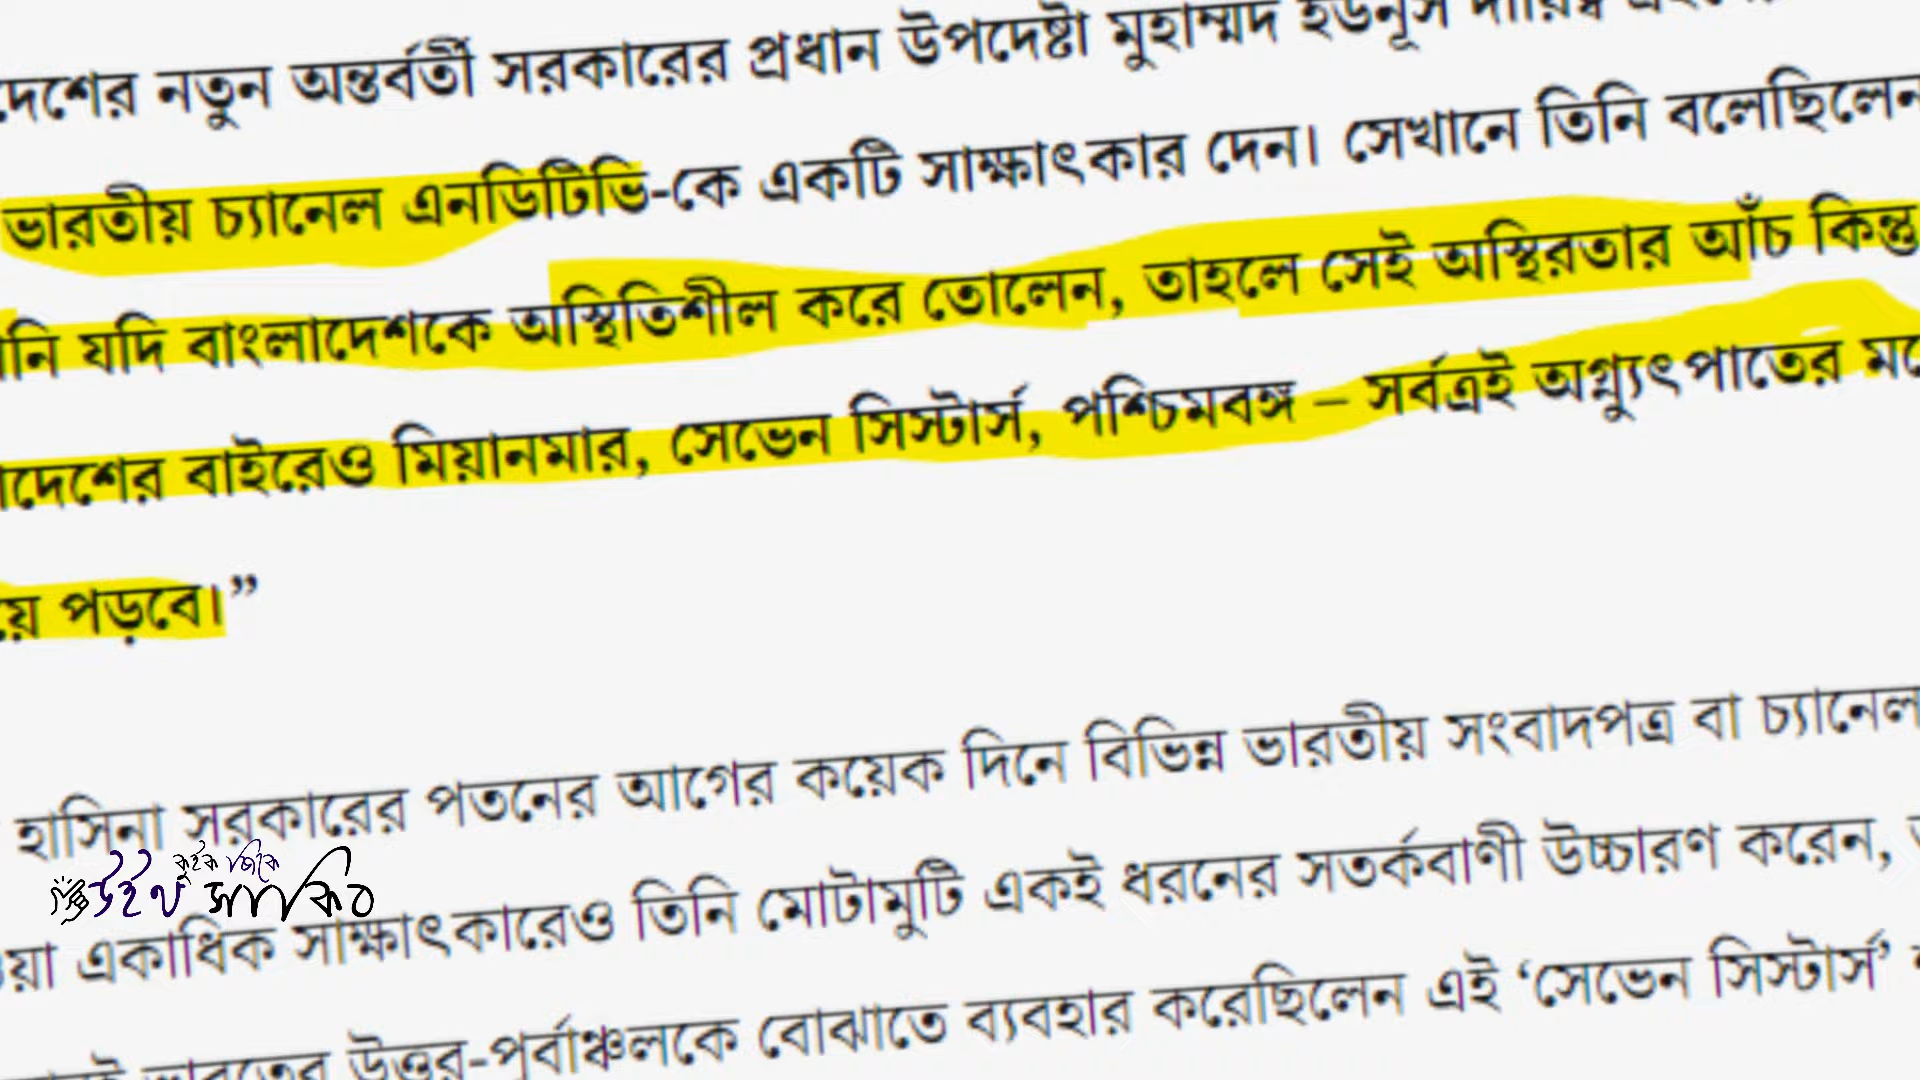 দেশের নতুন অন্তর্বর্তী সরকারের প্রধান উপদেষ্টা মুহাম্মদ ইউনূস
ভারতীয় চ্যানেল এনডিটিভি-কে একটি সাক্ষাৎকার দেন। সেখানে তিনি বলেছিলেন
নি যদি বাংলাদেশকে অস্থিতিশীল করে তোলেন, তাহলে সেই অস্থিরতার আঁচ কিন্তু
দেশের বাইরেও মিয়ানমার, সেভেন সিস্টার্স, পশ্চিমবঙ্গ – সর্বত্রই অগ্ন্যুৎপাতের
য়ে পড়বে।”
হাসিনা সরকারের পতনের আগের কয়েক দিনে বিভিন্ন ভারতীয় সংবাদপত্র বা চ্যানেল
য়া একাধিক সাক্ষাৎকারেও তিনি মোটামুটি একই ধরনের সতর্কবাণী উচ্চারণ করেন,
ভারতের উত্তর-পূর্বাঞ্চলকে বোঝাতে ব্যবহার করেছিলেন এই ‘সেভেন সিস্টার্স’